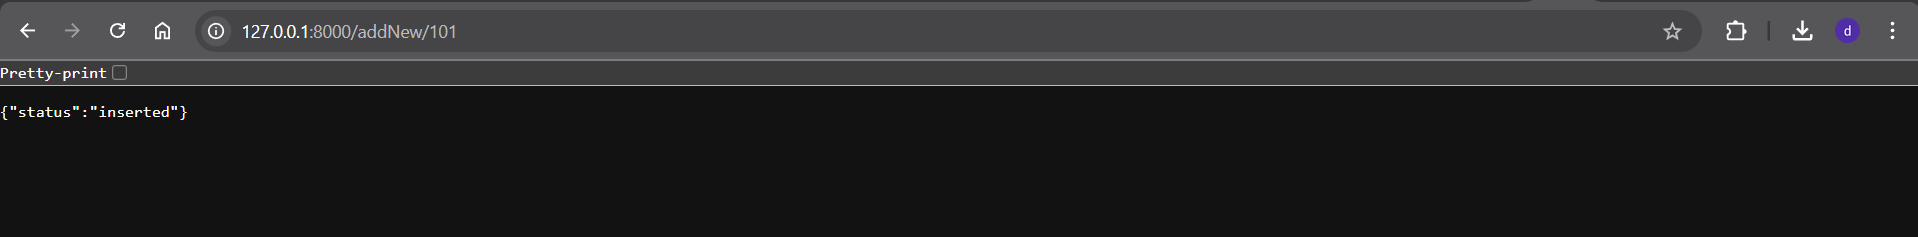 127.0.0.1:8000/addNew/101
d
Pretty-print
{"status":"inserted"}